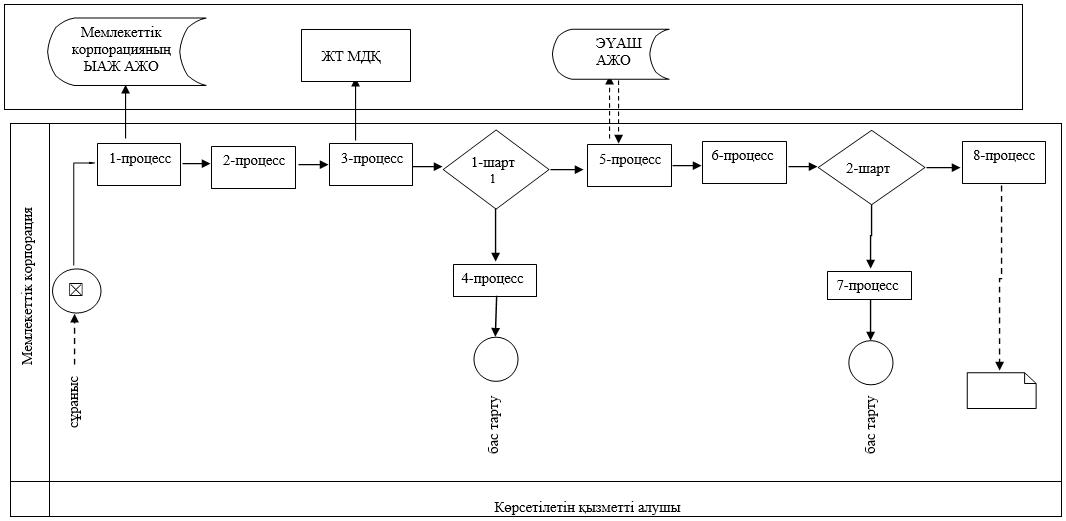 Мемлекеттік
корпорацияның
ЫАЖ АЖО
ЖТ МДҚ
ЭҮАШ
АЖО
1-процесс
2-процесс
3-процесс
1-шарт
1
5-процесс
6-процесс
2-шарт
8-процесс
4-процесс
7-процесс
Мемлекеттік корпорация
сұраныс
бас тарту
бас тарту
Көрсетілетін қызметті алушы